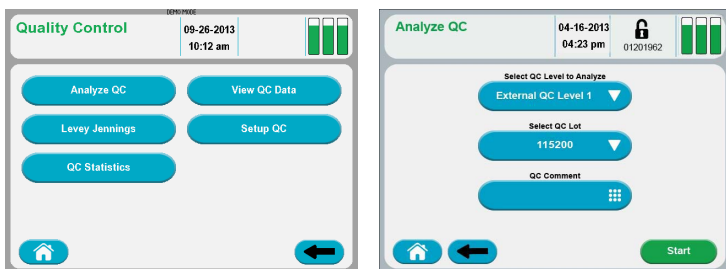 DEMO MODE
Quality Control
09-26-2013
10:12 am
Analyze QC
View QC Data
Levey Jennings
Setup QC
QC Statistics
Analyze QC
04-16-2013
04:23 pm
01201962
Select QC Level to Analyze
External QC Level 1
Select QC Lot
115200
QC Comment
Start